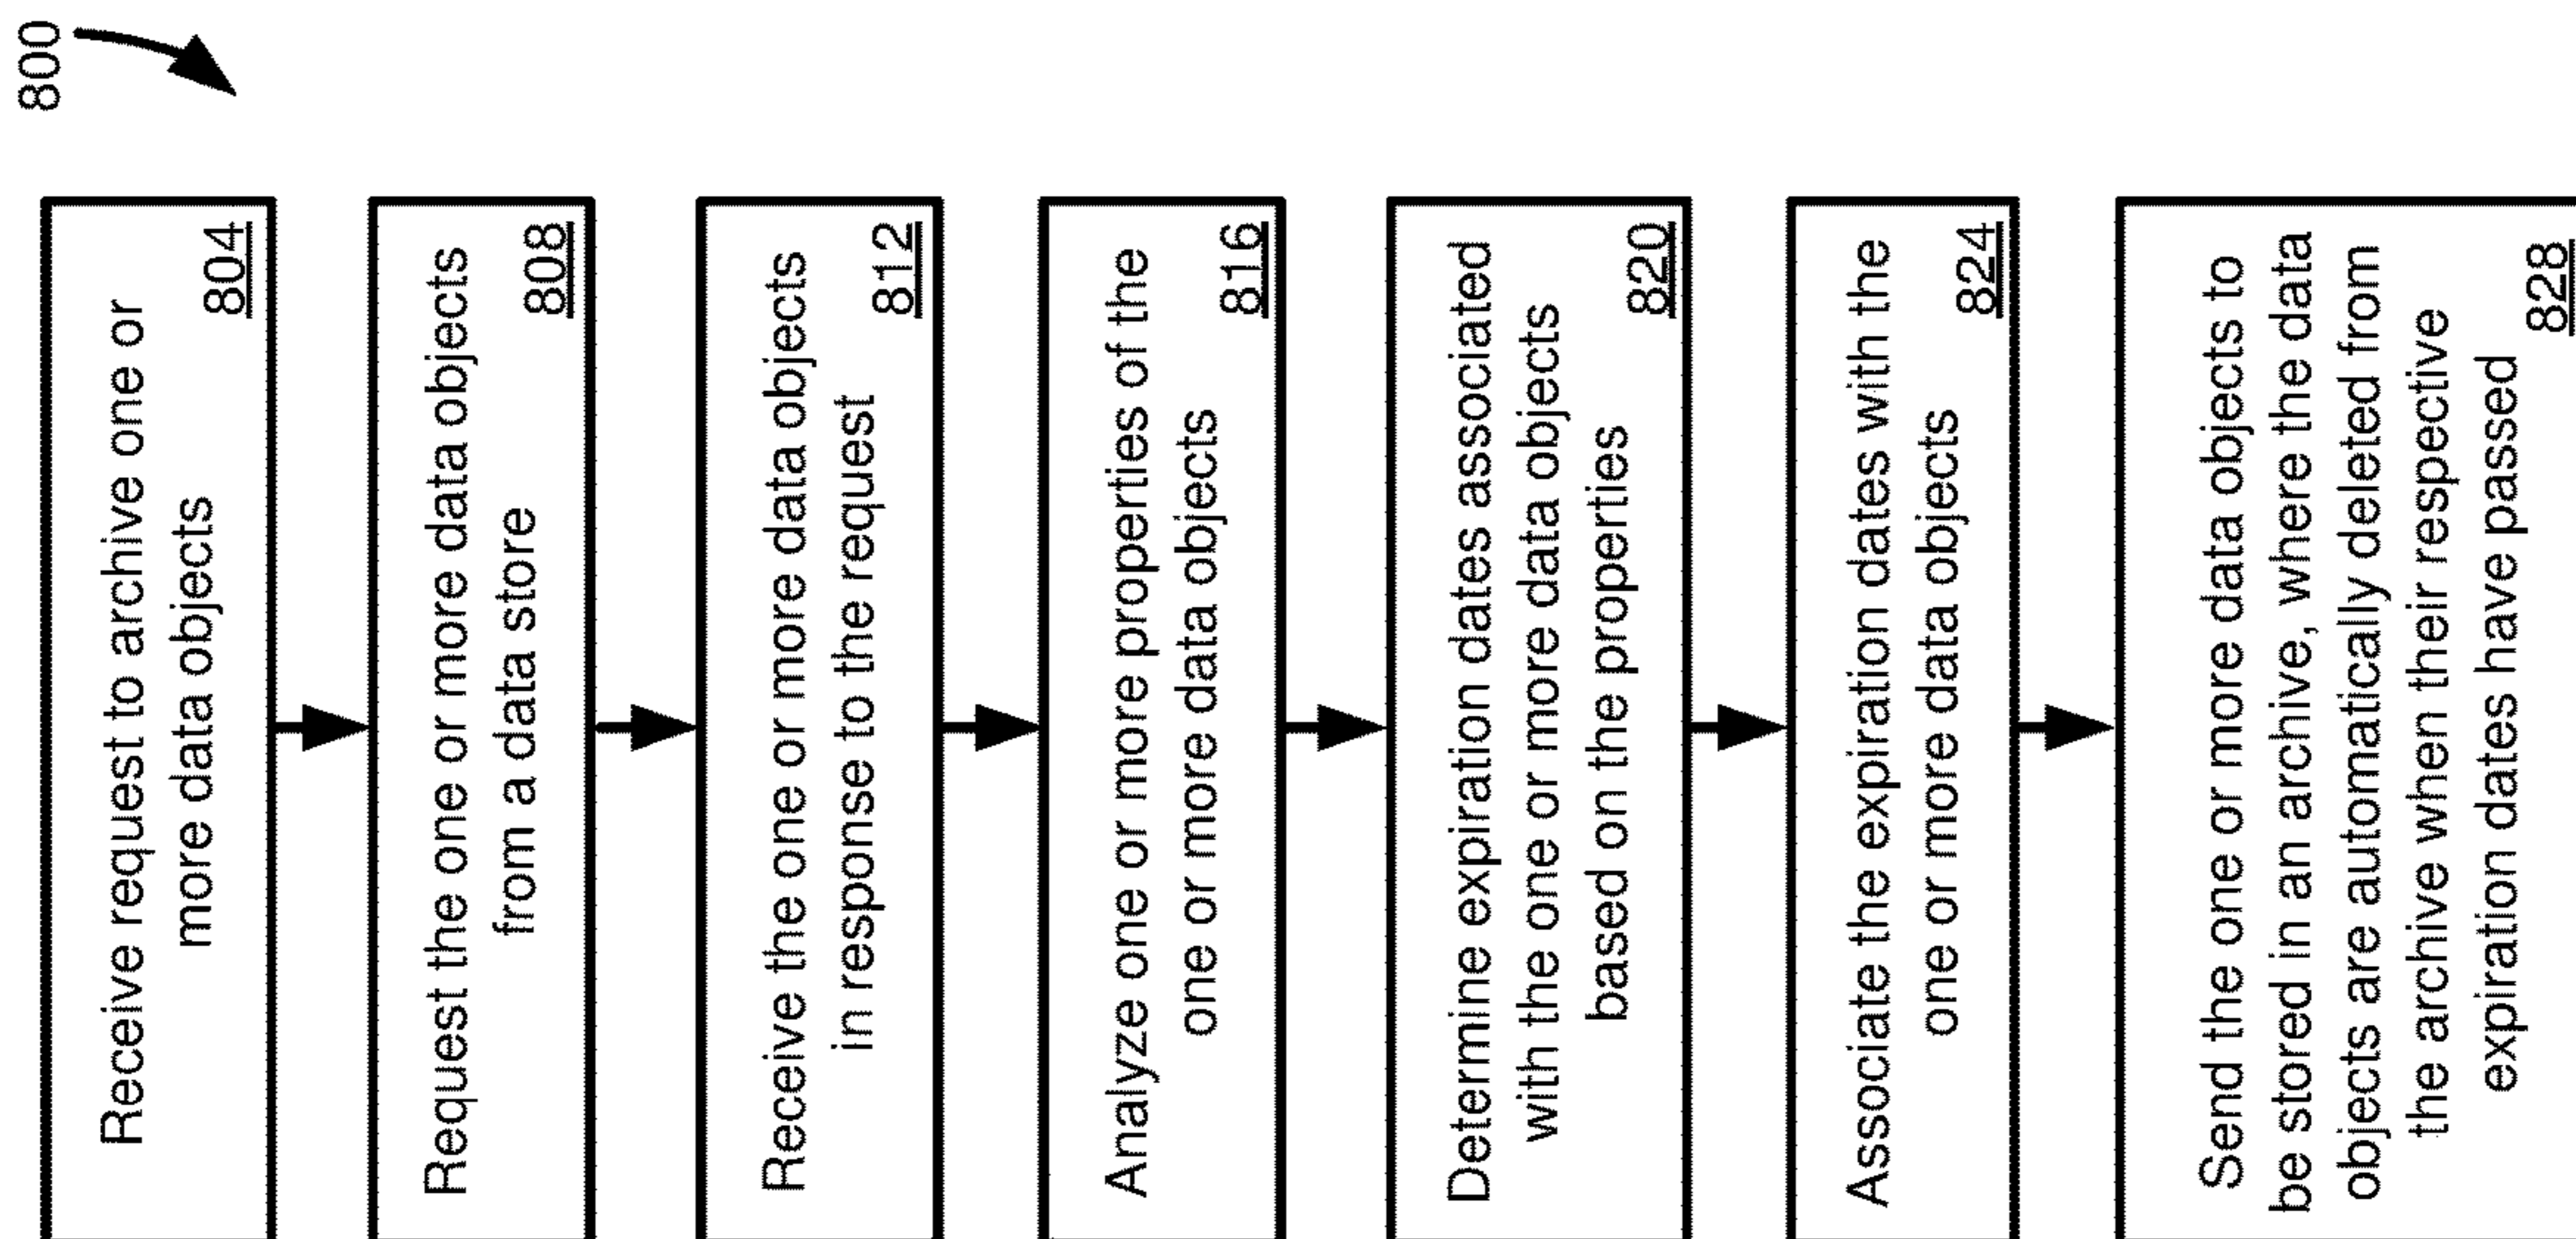 800
Receive request to archive one or
more data objects
804
Request the one or more data objects
from a data store
808
Receive the one or more data objects
in response to the request
812
Analyze one or more properties of the
one or more data objects
816
Determine expiration dates associated
with the one or more data objects
based on the properties
820
Associate the expiration dates with the
one or more data objects
824
Send the one or more data objects to
be stored in an archive, where the data
objects are automatically deleted from
the archive when their respective
expiration dates have passed
828